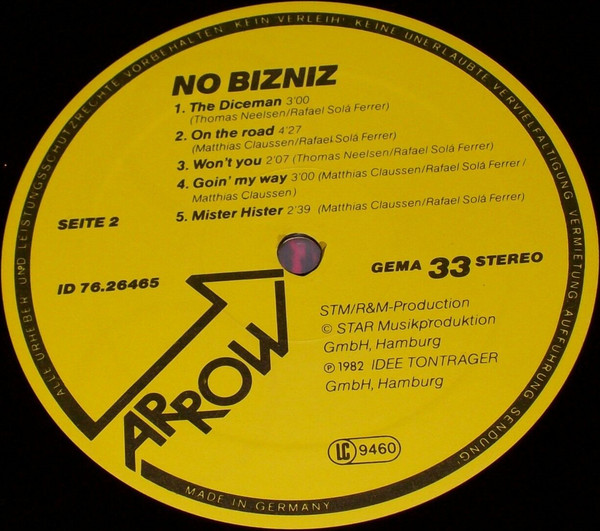 ALLE URHEBER- UND LEISTUNGSSCHUTZRECHTE VORBEHALTEN. KEIN VERLEIH! KEINE UNERLAUBTE VERVIELFÄLTIGUNG VERMIETUNG AUFFÜHRUNG SENDUNG!
NO BIZNIZ
1. The Diceman 3'00
(Thomas Neelsen/Rafael Solá Ferrer)
2. On the road 4'27
(Matthias Claussen/Rafael Solá Ferrer)
3. Won't you 2'07 (Thomas Neelsen/Rafael Solá Ferrer)
4. Goin' my way 3'00 (Matthias Claussen/Rafael Solá Ferrer/
Matthias Claussen)
5. Mister Hister 2'39 (Matthias Claussen/Rafael Solá Ferrer)
SEITE 2
ID 76.26465
GEMA 33 STEREO
STM/R&M-Production
© STAR Musikproduktion
GmbH, Hamburg
℗ 1982 IDEE TONTRAGER
GmbH, Hamburg
ARROW
LC 9460
MADE IN GERMANY